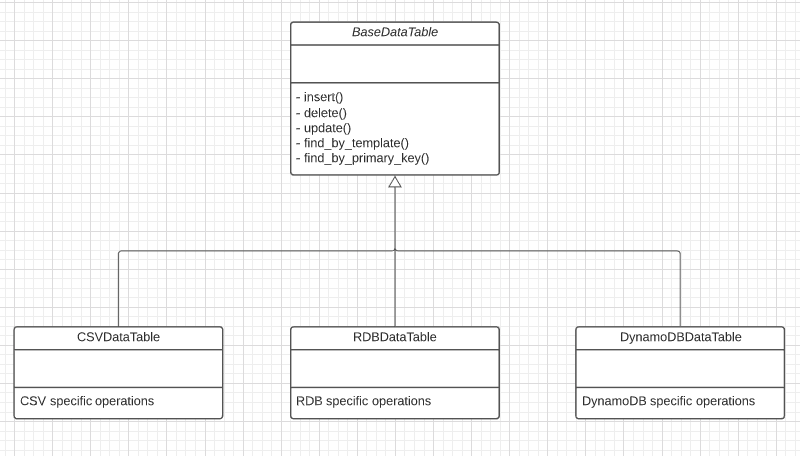 BaseDataTable
- insert()
- delete()
- update()
- find_by_template()
- find_by_primary_key()
CSVDataTable
CSV specific operations
RDBDataTable
RDB specific operations
DynamoDBDataTable
DynamoDB specific operations